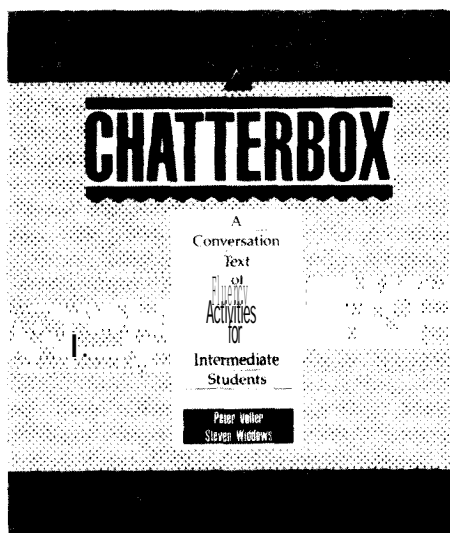 CHATTERBOX
A
Conversation
Text
of
Fluency
Activities
for
Intermediate
Students
Peter Voller
Steven Widdows